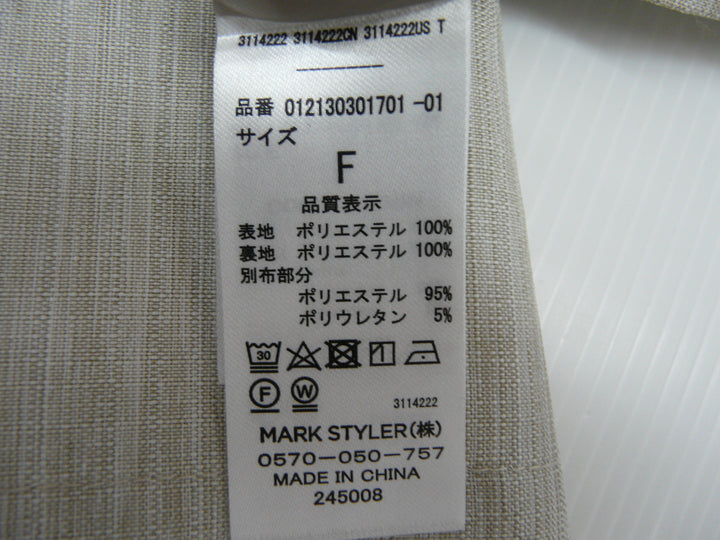 3114222 3114222CN 3114222US T
品番 012130301701 -01
サイズ
F
品質表示
表地 ポリエステル 100%
裏地 ポリエステル 100%
別布部分
ポリエステル 95%
ポリウレタン 5%
30
F W
3114222
MARK STYLER(株)
0570-050-757
MADE IN CHINA
245008